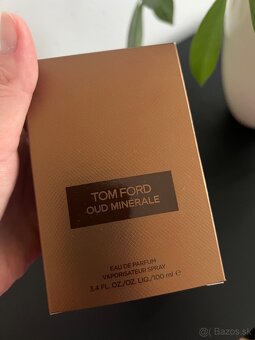 TOM FORD
OUD MINÉRALE
EAU DE PARFUM
VAPORISATEUR SPRAY
3.4 FL. OZ./OZ. LIQ./100 ml ℮
Bazos.sk